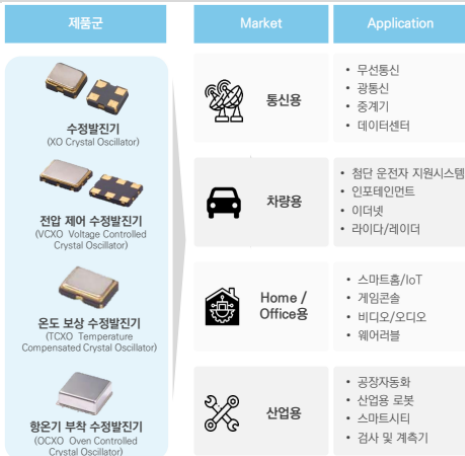 제품군
수정발진기
(XO Crystal Oscillator)
전압 제어 수정발진기
(VCXO Voltage Controlled
Crystal Oscillator)
온도 보상 수정발진기
(TCXO Temperature
Compensated Crystal Oscillator)
항온기 부착 수정발진기
(OCXO Oven Controlled
Crystal Oscillator)
Market
Application
통신용
• 무선통신
• 광통신
• 중계기
• 데이터센터
차량용
• 첨단 운전자 지원시스템
• 인포테인먼트
• 이더넷
• 라이다/레이더
Home /
Office용
• 스마트홈/IoT
• 게임콘솔
• 비디오/오디오
• 웨어러블
산업용
• 공장자동화
• 산업용 로봇
• 스마트시티
• 검사 및 계측기